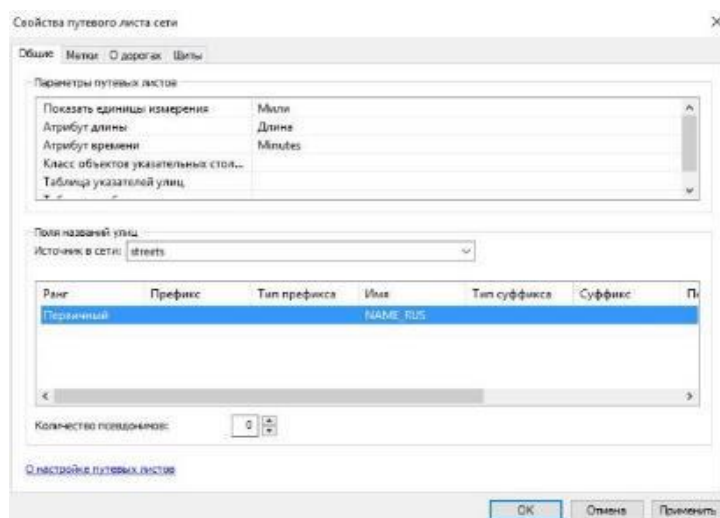 Свойства путевого листа сети
Общие Метки О дорогах Щиты
Параметры путевых листов
Показать единицы измерения Мили
Атрибут длины Длина
Атрибут времени Minutes
Класс объектов указательных стол...
Таблица указателей улиц
Поля названий улиц
Источник в сети: streets
Ранг Префикс Тип префикса Имя Тип суффикса Суффикс
Первичный NAME_RUS
Количество псевдонимов: 0
О настройке путевых листов
OK Отмена Применить